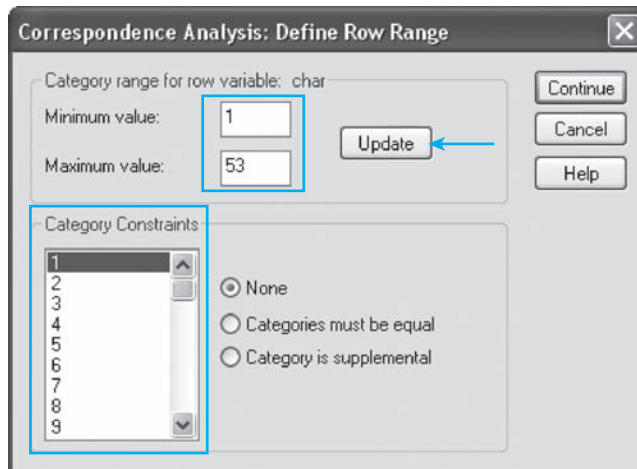 Correspondence Analysis: Define Row Range
Category range for row variable: char
Minimum value: 1
Maximum value: 53
Update
Continue
Cancel
Help
Category Constraints
1
2
3
4
5
6
7
8
9
None
Categories must be equal
Category is supplemental